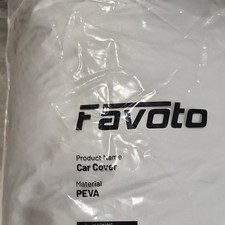 Favoto
Product Name
Car Cover
Material
PEVA